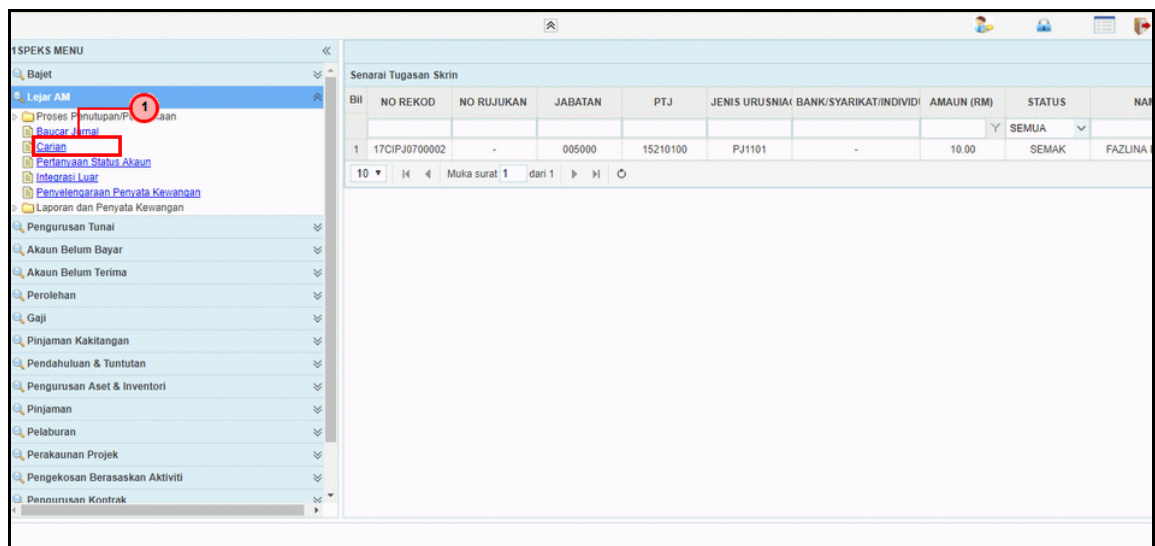 1SPEKS MENU
Bajet
Lejar AM
1
Proses Penutupan/
Baucar Jurnal
Carian
Pertanyaan Status Akaun
Integrasi Luar
Penyelengaraan Penyata Kewangan
Laporan dan Penyata Kewangan
Pengurusan Tunai
Akaun Belum Bayar
Akaun Belum Terima
Perolehan
Gaji
Pinjaman Kakitangan
Pendahuluan & Tuntutan
Pengurusan Aset & Inventori
Pinjaman
Pelaburan
Perakaunan Projek
Pengekosan Berasaskan Aktiviti
Pengurusan Kontrak
Senarai Tugasan Skrin
Bil NO REKOD NO RUJUKAN JABATAN PTJ JENIS URUSNIA BANK/SYARIKAT/INDIVID AMAUN (RM) STATUS NA
SEMUA
1 17CIPJ0700002 - 005000 15210100 PJ1101 - 10.00 SEMAK FAZLINA
10 Muka surat 1 dari 1